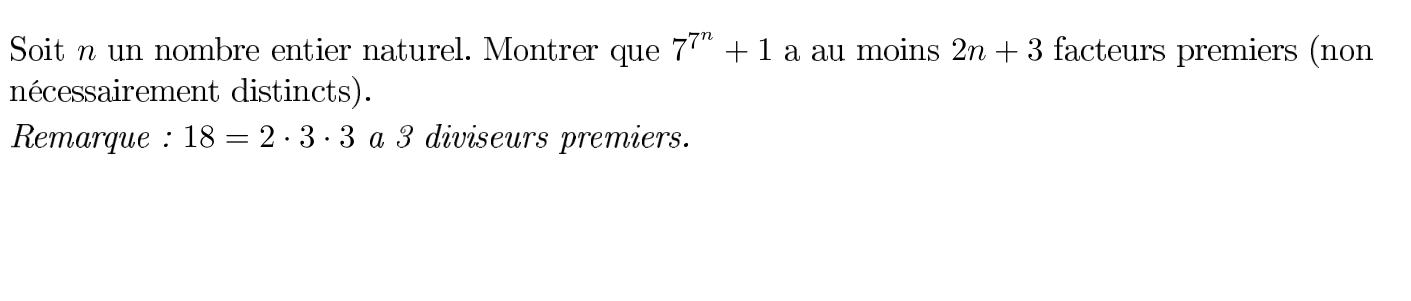 Soit n un nombre entier naturel. Montrer que $7^{7^n} + 1$ a au moins $2n + 3$ facteurs premiers (non
nécessairement distincts).
Remarque : $18 = 2 \cdot 3 \cdot 3$ a 3 diviseurs premiers.